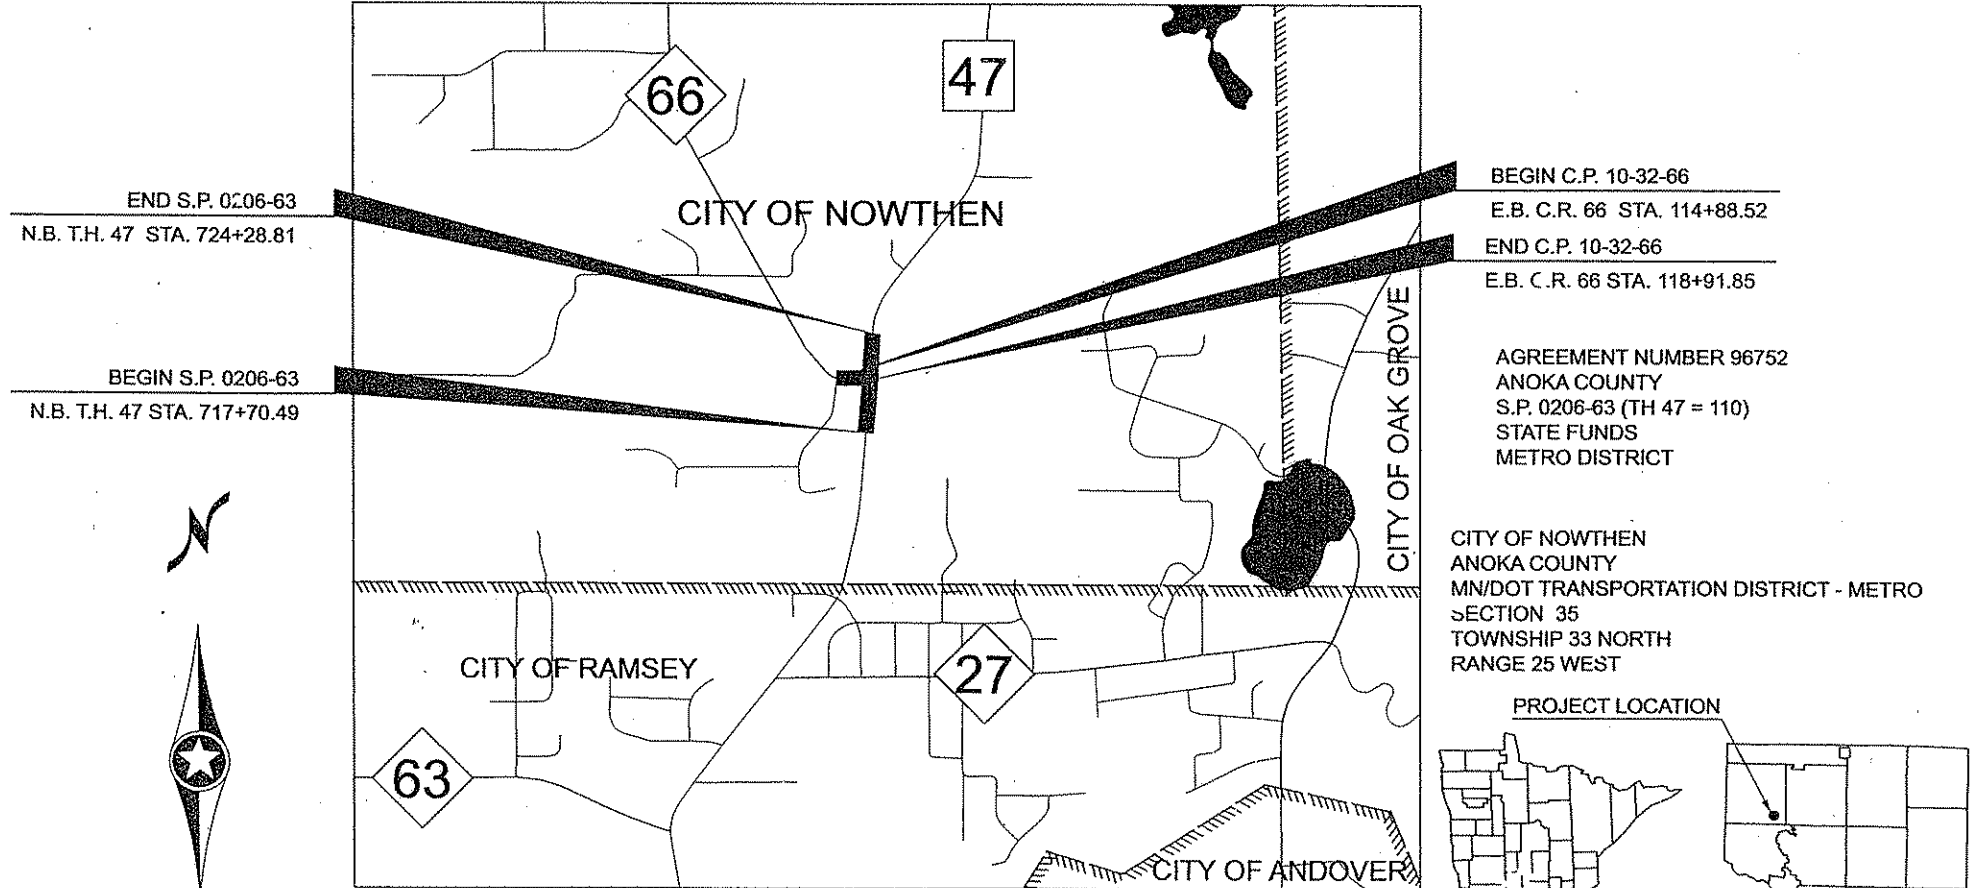 66
47
CITY OF NOWTHEN
END S.P. 0206-63
N.B. T.H. 47 STA. 724+28.81
BEGIN S.P. 0206-63
N.B. T.H. 47 STA. 717+70.49
BEGIN C.P. 10-32-66
E.B. C.R. 66 STA. 114+88.52
END C.P. 10-32-66
E.B. C.R. 66 STA. 118+91.85
CITY OF OAK GROVE
AGREEMENT NUMBER 96752
ANOKA COUNTY
S.P. 0206-63 (TH 47 = 110)
STATE FUNDS
METRO DISTRICT
N
CITY OF NOWTHEN
ANOKA COUNTY
MN/DOT TRANSPORTATION DISTRICT - METRO
SECTION 35
TOWNSHIP 33 NORTH
RANGE 25 WEST
CITY OF RAMSEY
27
63
CITY OF ANDOVER
PROJECT LOCATION